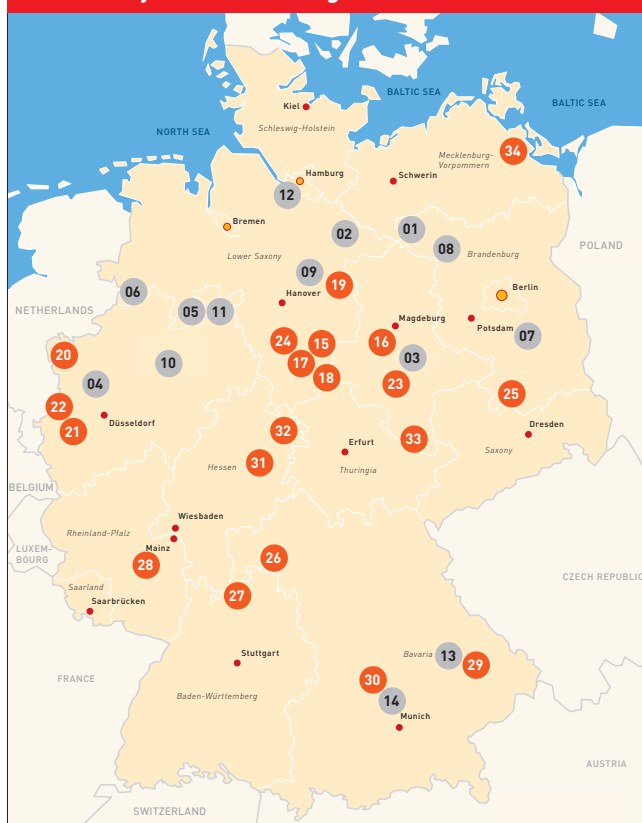 BALTIC SEA
BALTIC SEA
Kiel
Schleswig-Holstein
NORTH SEA
Mecklenburg-
Vorpommern
34
Hamburg
Schwerin
12
Bremen
02
01
08
POLAND
Lower Saxony
Brandenburg
09
19
06
Hanover
Berlin
NETHERLANDS
05
11
Magdeburg
Potsdam
07
24
15
16
20
10
17
03
04
18
23
25
22
21
Düsseldorf
32
33
Dresden
Erfurt
Saxony
31
Hessen
Thuringia
BELGIUM
Wiesbaden
Rheinland-Pfalz
Mainz
LUXEM-
BOURG
28
26
CZECH REPUBLIC
Saarland
27
Saarbrücken
Stuttgart
Bavaria
13
29
FRANCE
30
Baden-Württemberg
14
Munich
AUSTRIA
SWITZERLAND